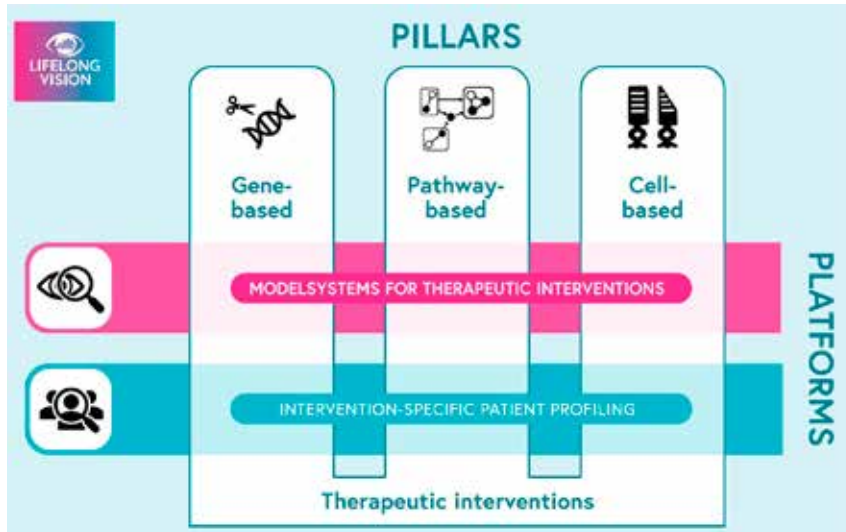 LIFELONG
VISION
PILLARS
Gene-
based
Pathway-
based
Cell-
based
MODELSYSTEMS FOR THERAPEUTIC INTERVENTIONS
INTERVENTION-SPECIFIC PATIENT PROFILING
PLATFORMS
Therapeutic interventions